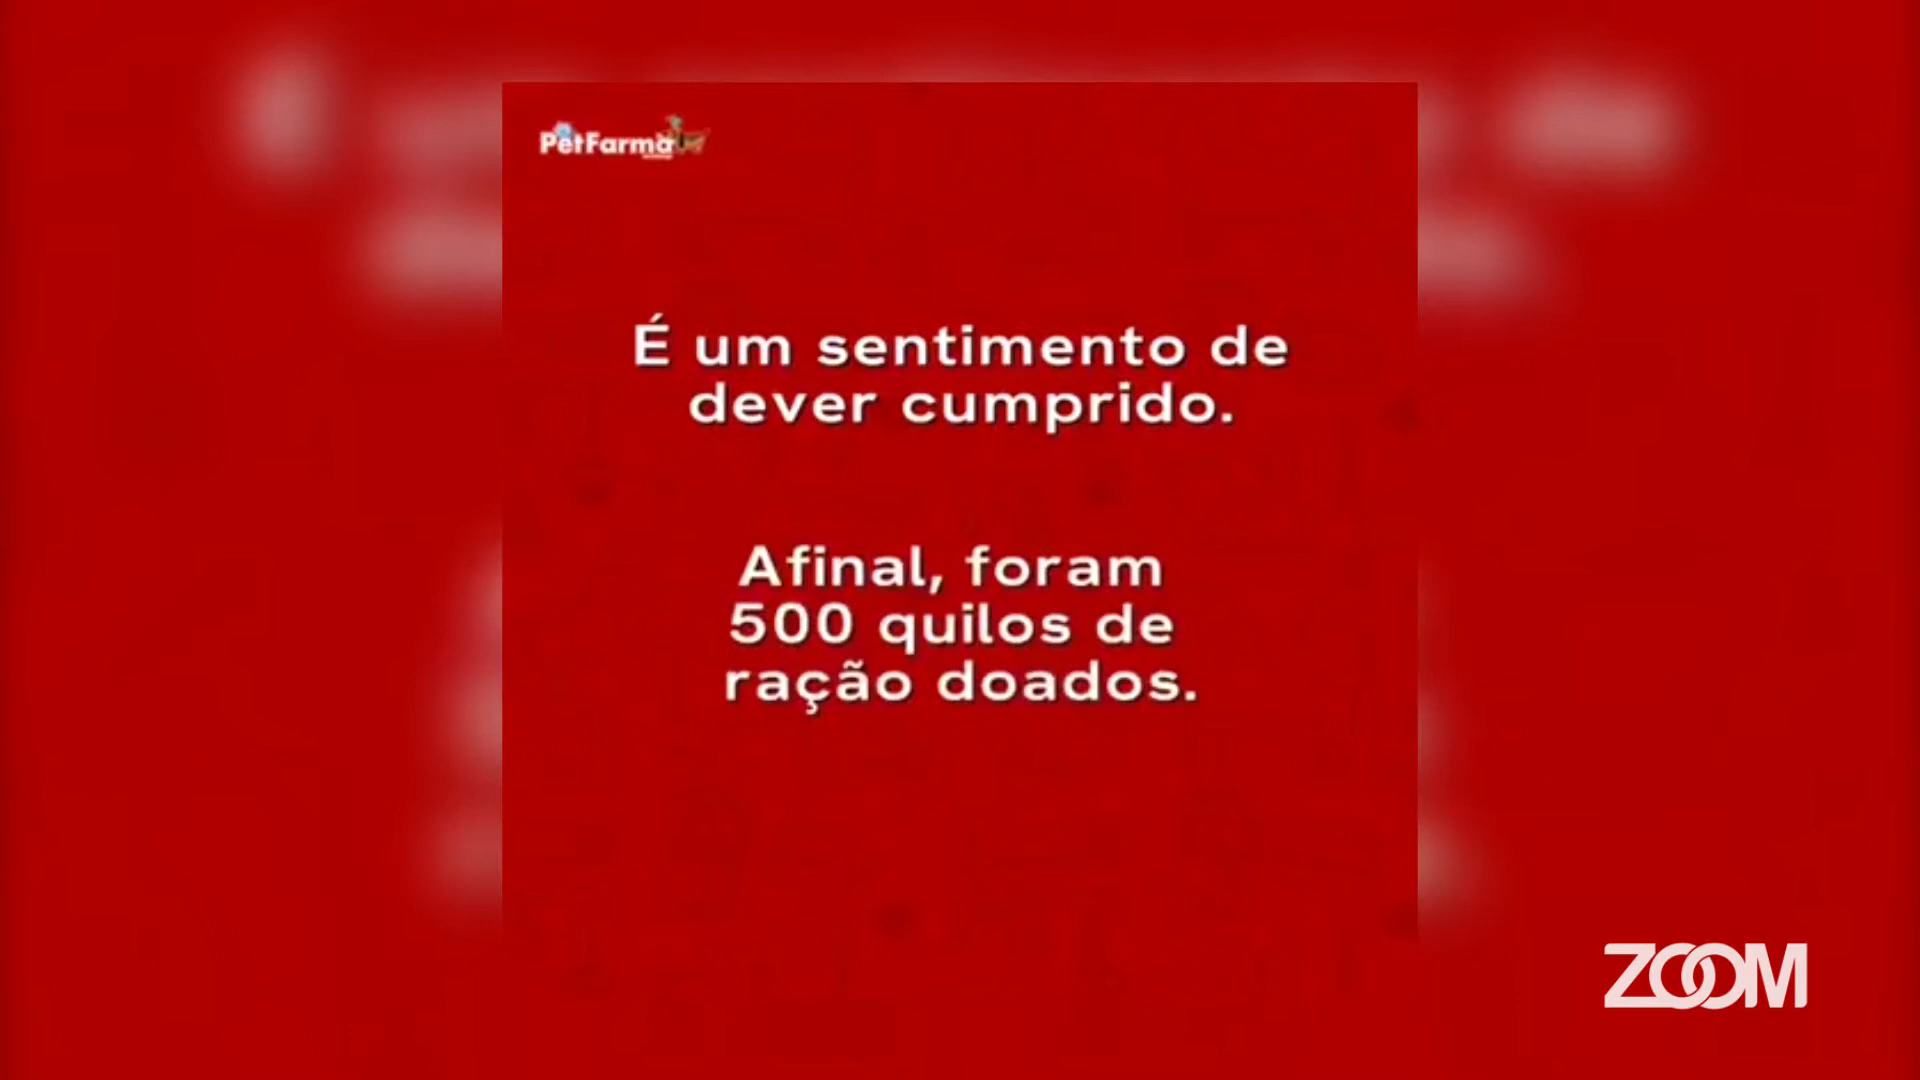 PetFarma
É um sentimento de
dever cumprido.
Afinal, foram
500 quilos de
ração doados.
ZOOM